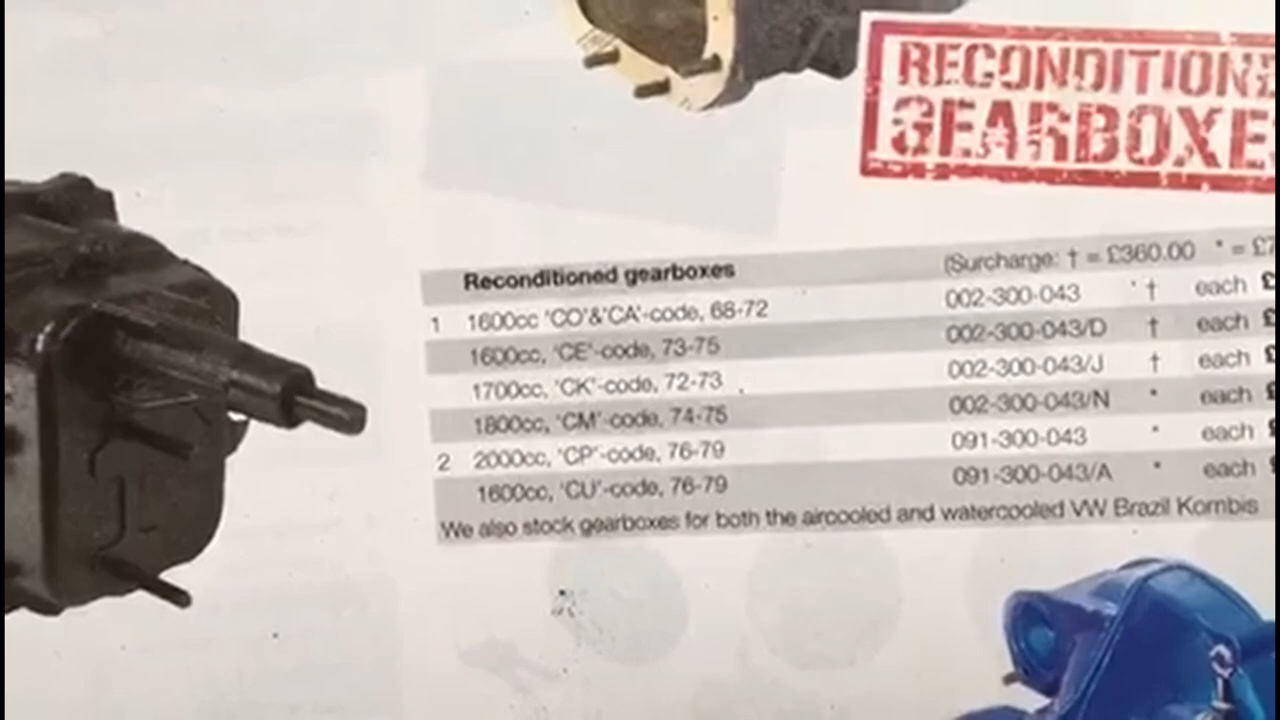 RECONDITIONE
GEARBOXE
Reconditioned gearboxes (Surcharge: † = £360.00 * = £7
1 1600cc 'CO'&'CA'-code, 68-72 002-300-043 † each £
1600cc, 'CE'-code, 73-75 002-300-043/D † each £
1700cc, 'CK'-code, 72-73 002-300-043/J † each £
1800cc, 'CM'-code, 74-75 002-300-043/N * each £
2 2000cc, 'CP'-code, 76-79 091-300-043 * each £
1600cc, 'CU'-code, 76-79 091-300-043/A * each
We also stock gearboxes for both the aircooled and watercooled VW Brazil Kombis